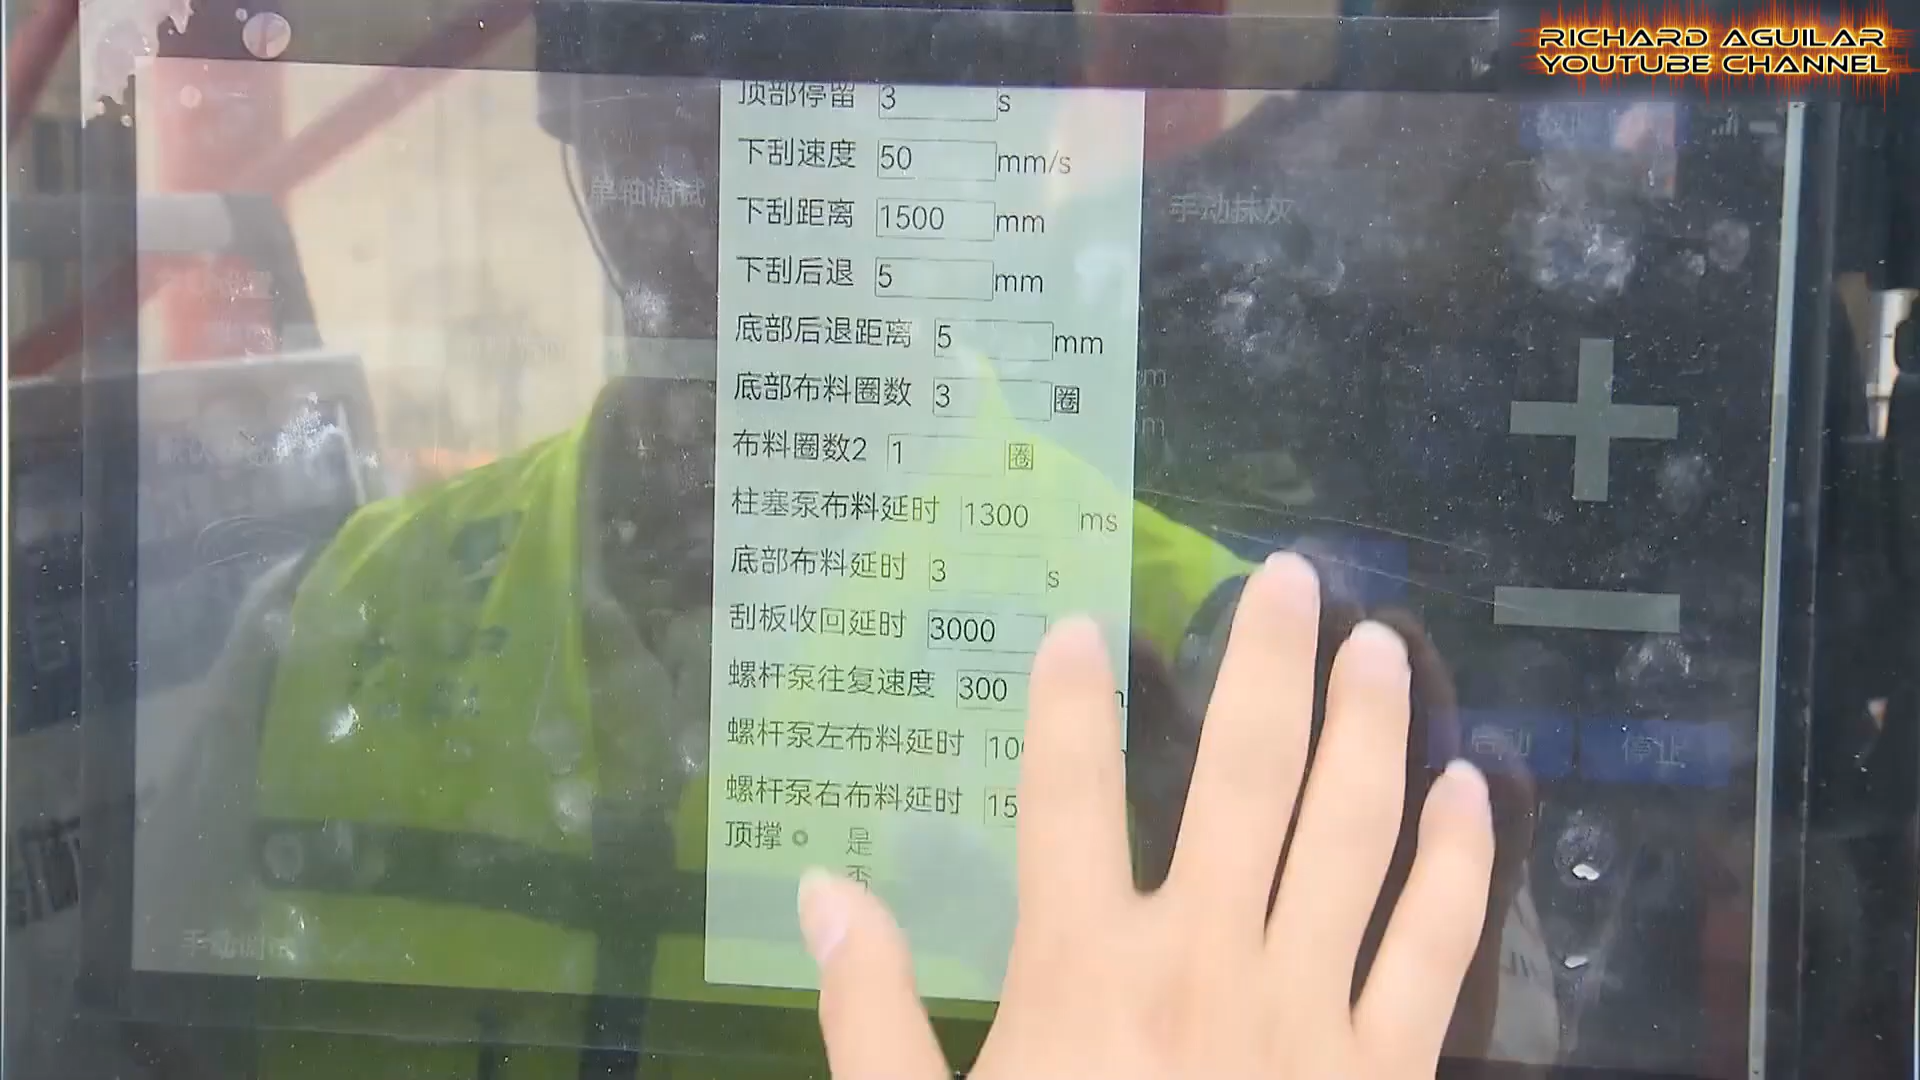 RICHARD AGUILAR
YOUTUBE CHANNEL
顶部停留 3 s
下刮速度 50 mm/s
单轴调试
手动抹灰
下刮距离 1500 mm
下刮后退 5 mm
底部后退距离 5 mm
底部布料圈数 3 圈
布料圈数2 1 圈
柱塞泵布料延时 1300 ms
底部布料延时 3 s
刮板收回延时 3000
螺杆泵往复速度 300
螺杆泵左布料延时
启动 停止
螺杆泵右布料延时
顶撑 是
否